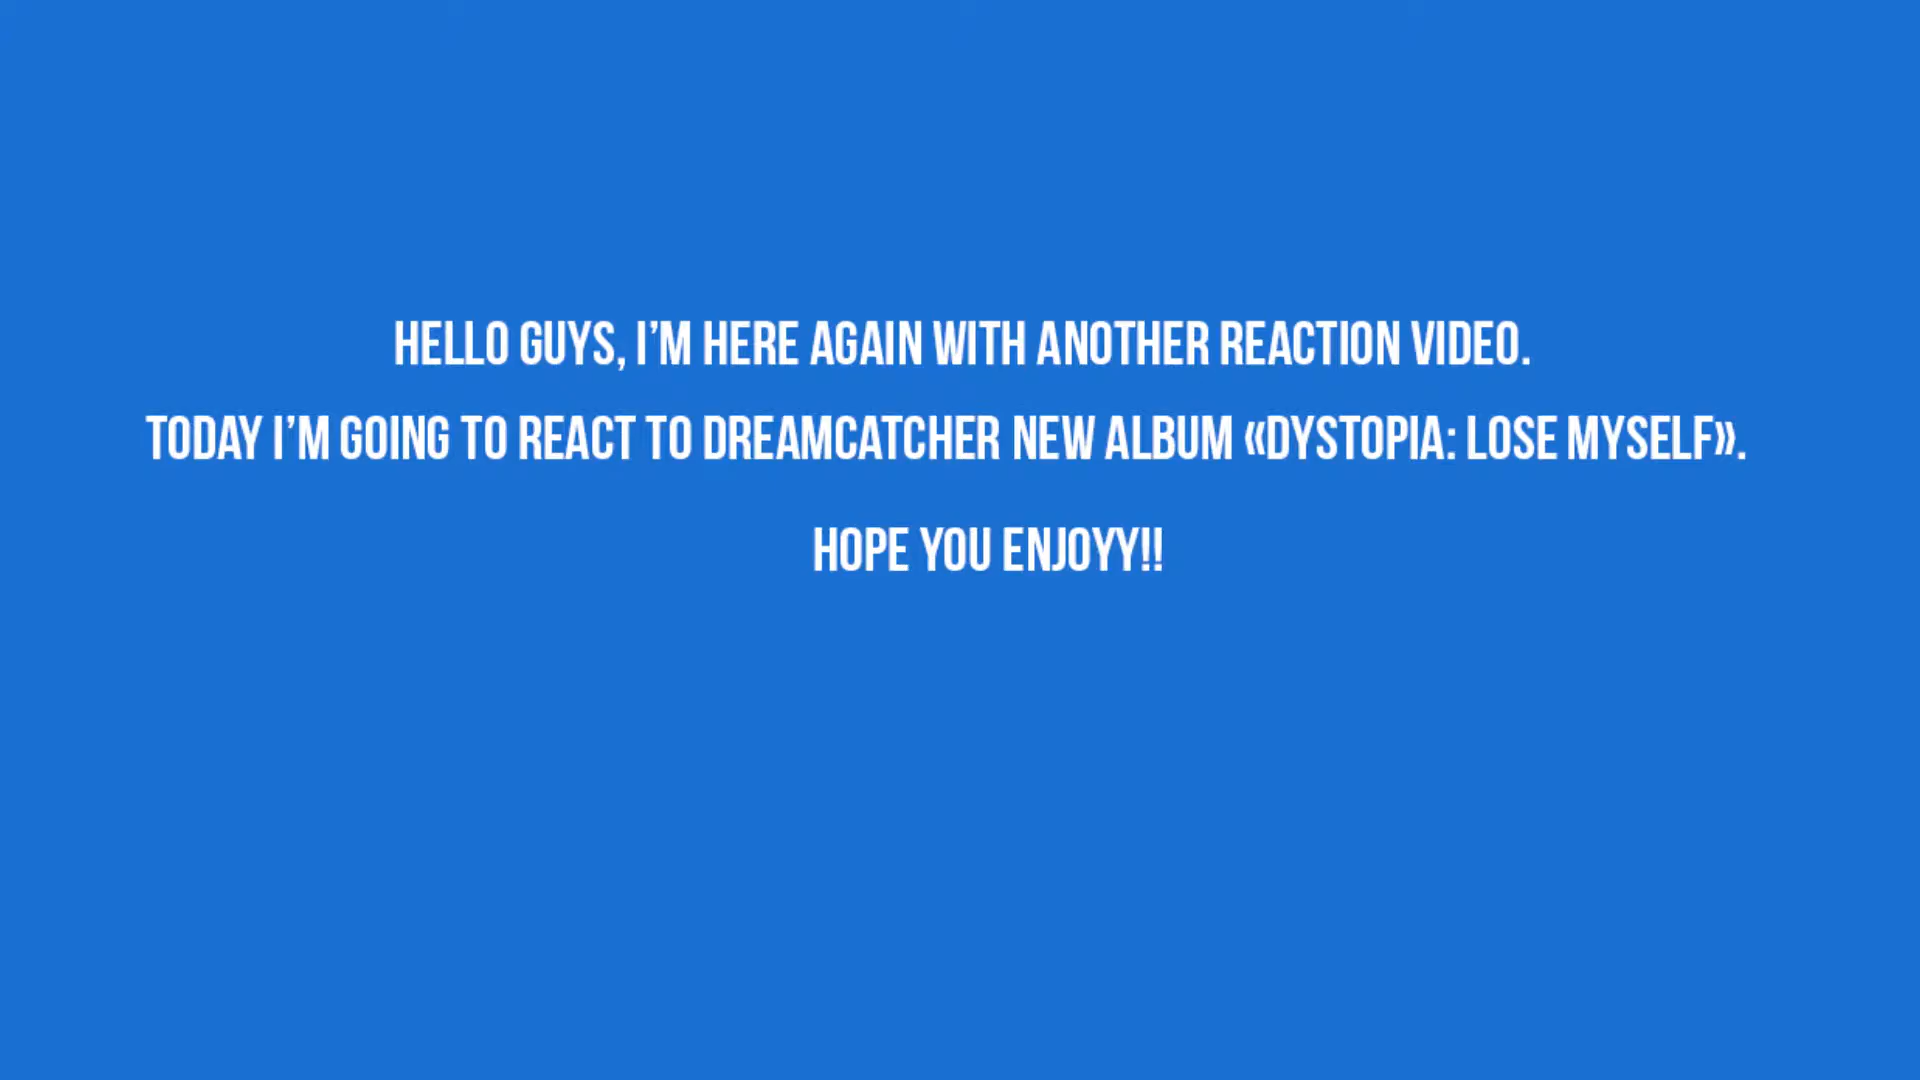 HELLO GUYS, I'M HERE AGAIN WITH ANOTHER REACTION VIDEO.
TODAY I'M GOING TO REACT TO DREAMCATCHER NEW ALBUM «DYSTOPIA: LOSE MYSELF».
HOPE YOU ENJOYY!!